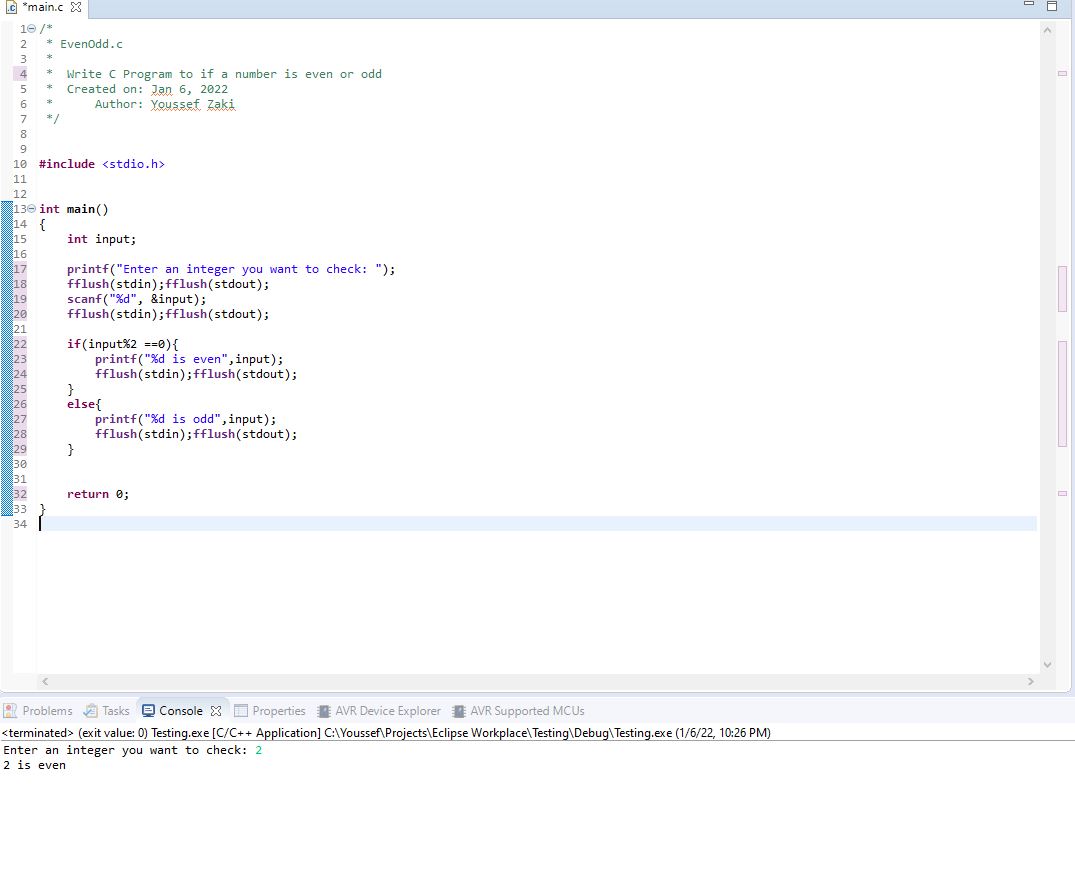 *main.c
1 /*
2  * EvenOdd.c
3  *
4  *  Write C Program to if a number is even or odd
5  *  Created on: Jan 6, 2022
6  *      Author: Youssef Zaki
7  */
8
9
10 #include <stdio.h>
11
12
13 int main()
14 {
15     int input;
16
17     printf("Enter an integer you want to check: ");
18     fflush(stdin);fflush(stdout);
19     scanf("%d", &input);
20     fflush(stdin);fflush(stdout);
21
22     if(input%2 ==0){
23         printf("%d is even",input);
24         fflush(stdin);fflush(stdout);
25     }
26     else{
27         printf("%d is odd",input);
28         fflush(stdin);fflush(stdout);
29     }
30
31
32     return 0;
33 }
34
Problems Tasks Console Properties AVR Device Explorer AVR Supported MCUs
<terminated> (exit value: 0) Testing.exe [C/C++ Application] C:\Youssef\Projects\Eclipse Workplace\Testing\Debug\Testing.exe (1/6/22, 10:26 PM)
Enter an integer you want to check: 2
2 is even